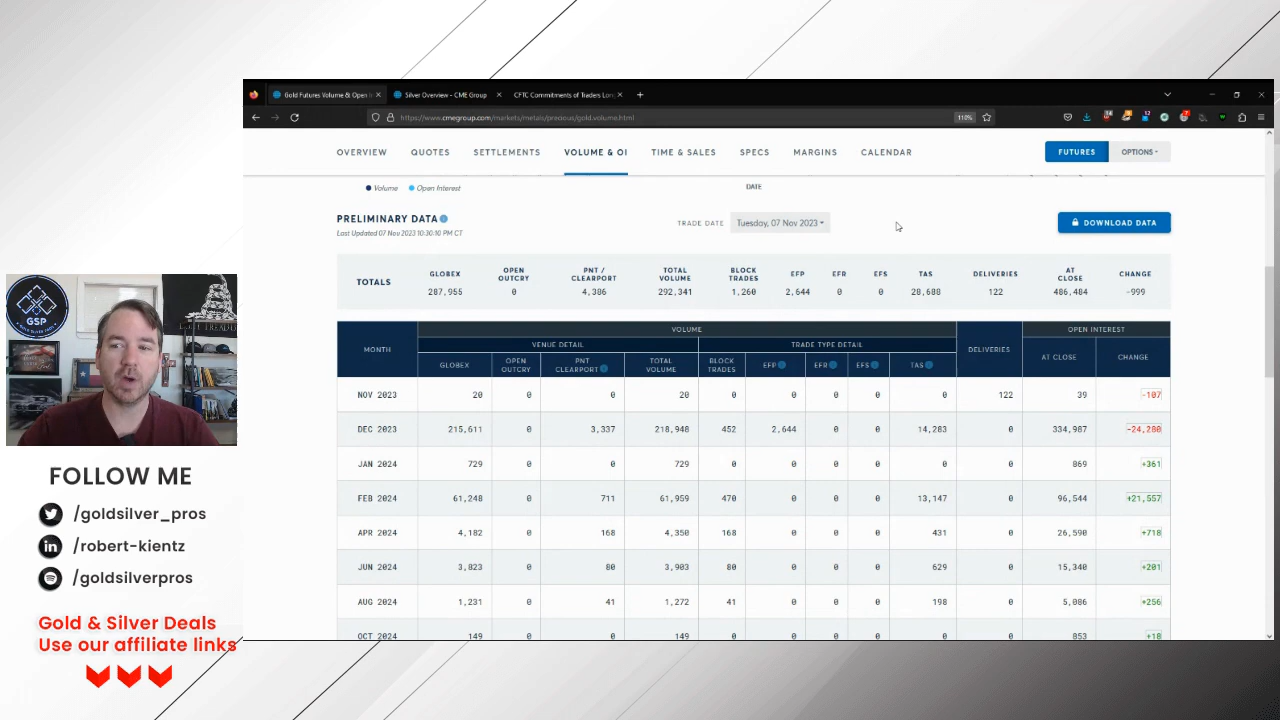 Gold Futures Volume & Open In
Silver Overview - CME Group
CFTC Commitments of Traders Lon
https://www.cmegroup.com/markets/metals/precious/gold.volume.html
110%
OVERVIEW QUOTES SETTLEMENTS VOLUME & OI TIME & SALES SPECS MARGINS CALENDAR FUTURES OPTIONS
Volume Open Interest
DATE
PRELIMINARY DATA
Last Updated 07 Nov 2023 10:30:10 PM CT
TRADE DATE Tuesday, 07 Nov 2023
DOWNLOAD DATA
TOTALS
GLOBEX OPEN OUTCRY PNT / CLEARPORT TOTAL VOLUME BLOCK TRADES EFP EFR EFS TAS DELIVERIES AT CLOSE CHANGE
287,955 0 4,386 292,341 1,260 2,644 0 0 28,688 122 486,484 -999
MONTH VOLUME DELIVERIES OPEN INTEREST
VENUE DETAIL TRADE TYPE DETAIL
GLOBEX OPEN OUTCRY PNT CLEARPORT TOTAL VOLUME BLOCK TRADES EFP EFR EFS TAS AT CLOSE CHANGE
NOV 2023 20 0 0 20 0 0 0 0 0 122 39 -107
DEC 2023 215,611 0 3,337 218,948 452 2,644 0 0 14,283 0 334,987
JAN 2024 729 0 0 729 0 0 0 0 0 0 869 +361
FEB 2024 61,248 0 711 61,959 470 0 0 0 13,147 0 96,544 +21,557
APR 2024 4,182 0 168 4,350 168 0 0 0 431 0 26,590 +718
JUN 2024 3,823 0 80 3,903 80 0 0 0 629 0 15,340 +201
AUG 2024 1,231 0 41 1,272 41 0 0 0 198 0 5,086 +256
OCT 2024 149 0 0 149 0 0 0 0 0 0 853 +18
GSP
FOLLOW ME
/goldsilver_pros
/robert-kientz
/goldsilverpros
Gold & Silver Deals
Use our affiliate links